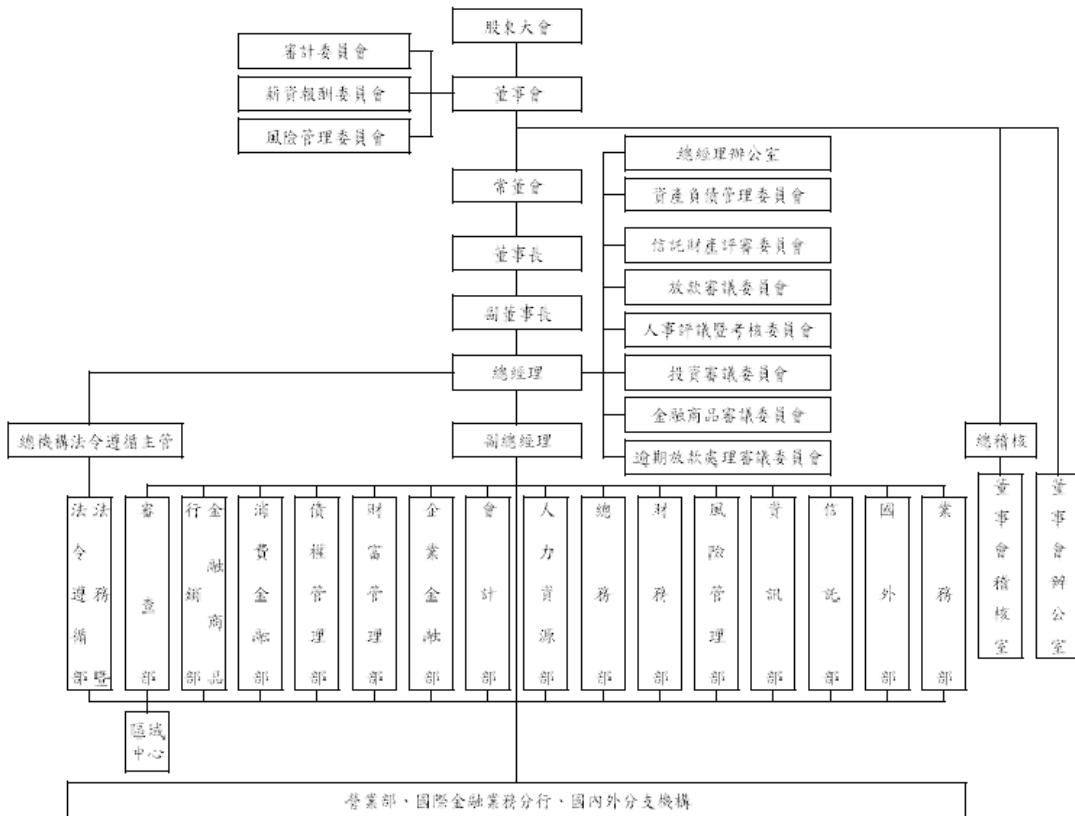 股東大會
審計委員會
薪資報酬委員會
董事會
風險管理委員會
總經理辦公室
常董會
資產負債管理委員會
董事長
信託財產評審委員會
放款審議委員會
副董事長
人事評議暨考核委員會
總經理
投資審議委員會
金融商品審議委員會
總機構法令遵循主管
副總經理
逾期放款處理審議委員會
總稽核
法務暨
法令遵循部
審查部
金融商品
行銷部
消費金融部
債權管理部
財富管理部
企業金融部
會計部
人力資源部
總務部
財務部
風險管理部
資訊部
信託部
國外部
業務部
董事會稽核室
董事會辦公室
區域
中心
營業部、國際金融業務分行、國內外分支機構